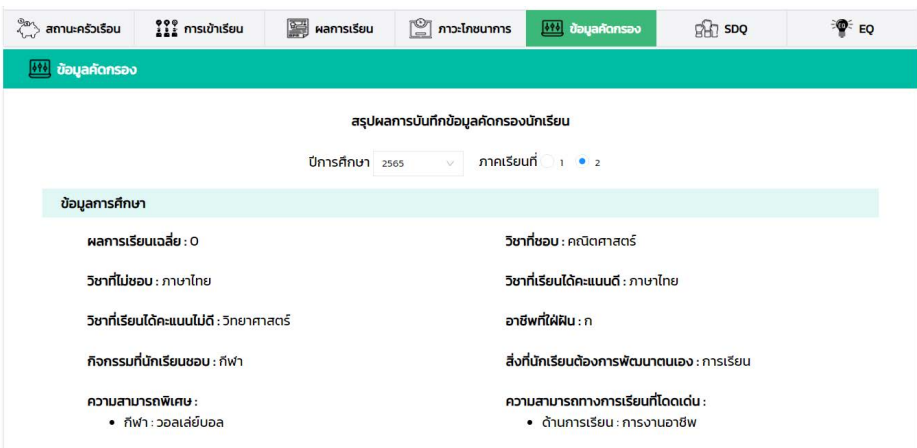 สถานะครัวเรือน การเข้าเรียน ผลการเรียน ภาวะโภชนาการ ข้อมูลคัดกรอง SDQ EQ
ข้อมูลคัดกรอง
สรุปผลการบันทึกข้อมูลคัดกรองนักเรียน
ปีการศึกษา 2565 ภาคเรียนที่ 1 2
ข้อมูลการศึกษา
ผลการเรียนเฉลี่ย : 0 วิชาที่ชอบ : คณิตศาสตร์
วิชาที่ไม่ชอบ : ภาษาไทย วิชาที่เรียนได้คะแนนดี : ภาษาไทย
วิชาที่เรียนได้คะแนนไม่ดี : วิทยาศาสตร์ อาชีพที่ใฝ่ฝัน : ก
กิจกรรมที่นักเรียนชอบ : กีฬา สิ่งที่นักเรียนต้องการพัฒนาตนเอง : การเรียน
ความสามารถพิเศษ : ความสามารถทางการเรียนที่โดดเด่น :
• กีฬา : วอลเล่ย์บอล • ด้านการเรียน : การงานอาชีพ